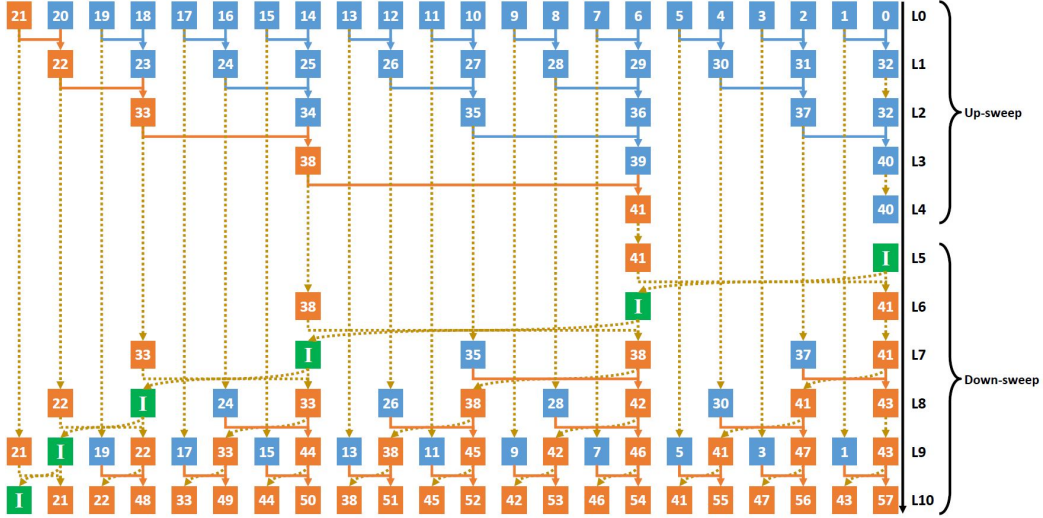 21 20 19 18 17 16 15 14 13 12 11 10 9 8 7 6 5 4 3 2 1 0 L0
22 23 24 25 26 27 28 29 30 31 32 L1
33 34 35 36 37 32 L2 Up-sweep
38 39 40 L3
41 40 L4
41 I L5
38 I 41 L6
33 I 35 38 37 41 L7
22 I 24 33 26 38 28 42 30 41 43 L8 Down-sweep
21 I 19 22 17 33 15 44 13 38 11 45 9 42 7 46 5 41 3 47 1 43 L9
I 21 22 48 33 49 44 50 38 51 45 52 42 53 46 54 41 55 47 56 43 57 L10